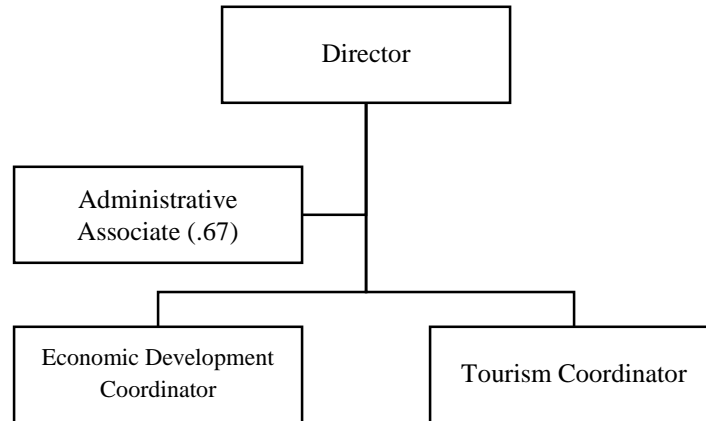 Director
Administrative
Associate (.67)
Economic Development
Coordinator
Tourism Coordinator